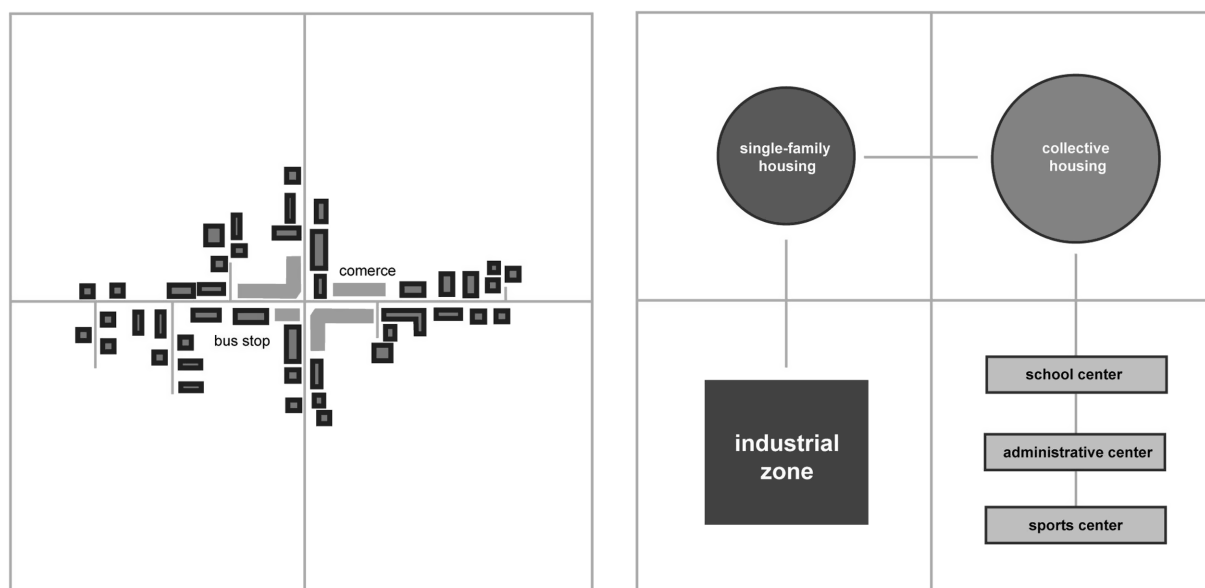 comerce
bus stop
single-family
housing
collective
housing
industrial
zone
school center
administrative center
sports center